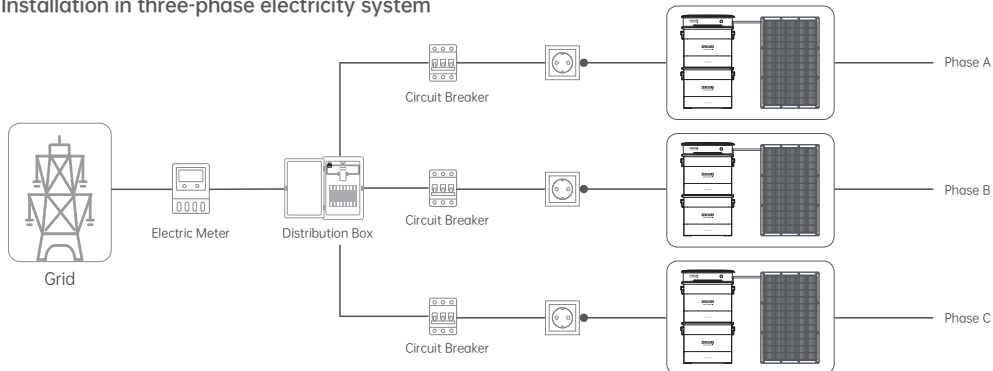 Installation in three-phase electricity system
Circuit Breaker
Phase A
Electric Meter
Distribution Box
Circuit Breaker
Phase B
Grid
Circuit Breaker
Phase C